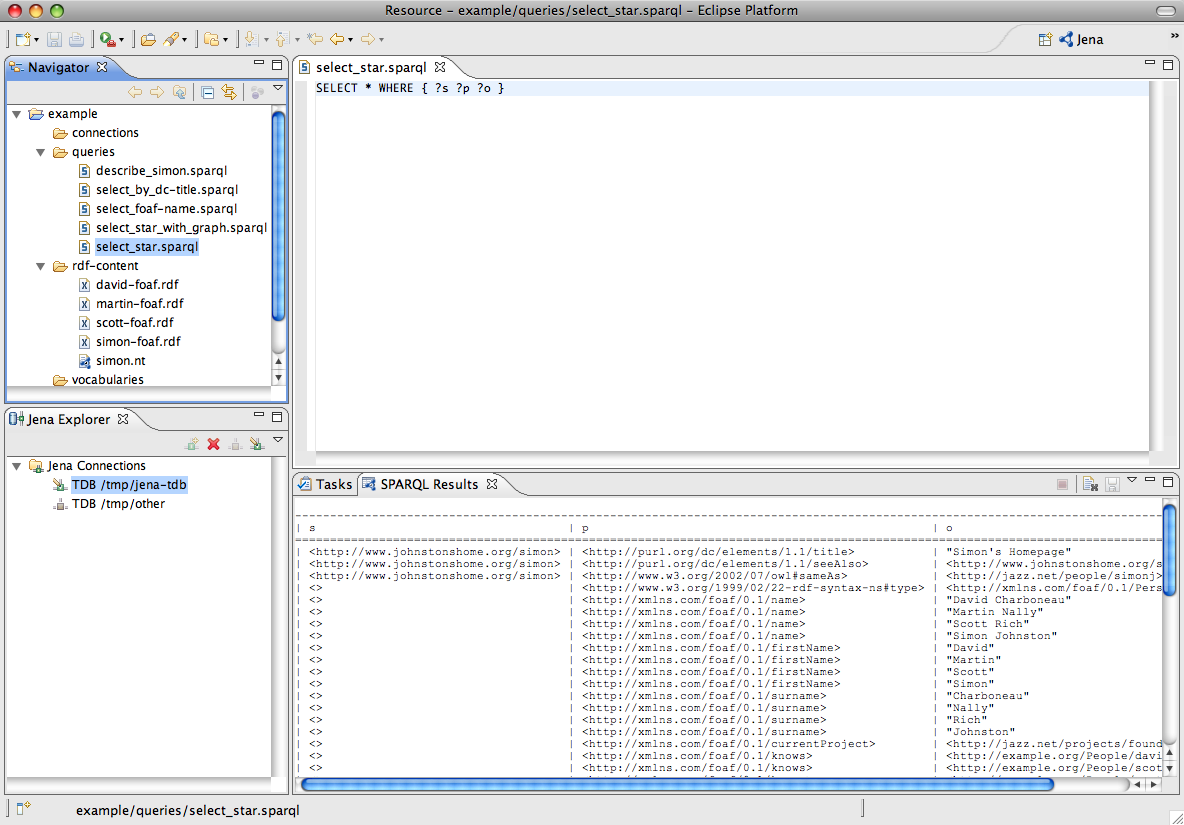 Resource - example/queries/select_star.sparql - Eclipse Platform
Jena
»
Navigator
example
connections
queries
describe_simon.sparql
select_by_dc-title.sparql
select_foaf-name.sparql
select_star_with_graph.sparql
select_star.sparql
rdf-content
david-foaf.rdf
martin-foaf.rdf
scott-foaf.rdf
simon-foaf.rdf
simon.nt
vocabularies
Jena Explorer
Jena Connections
TDB /tmp/jena-tdb
TDB /tmp/other
select_star.sparql
SELECT * WHERE { ?s ?p ?o }
Tasks
SPARQL Results
| s | p | o
| <http://www.johnstonshome.org/simon> | <http://purl.org/dc/elements/1.1/title> | "Simon's Homepage"
| <http://www.johnstonshome.org/simon> | <http://purl.org/dc/elements/1.1/seeAlso> | <http://www.johnstonshome.org/s
| <http://www.johnstonshome.org/simon> | <http://www.w3.org/2002/07/owl#sameAs> | <http://jazz.net/people/simonj>
| <> | <http://www.w3.org/1999/02/22-rdf-syntax-ns#type> | <http://xmlns.com/foaf/0.1/Pers
| <> | <http://xmlns.com/foaf/0.1/name> | "David Charboneau"
| <> | <http://xmlns.com/foaf/0.1/name> | "Martin Nally"
| <> | <http://xmlns.com/foaf/0.1/name> | "Scott Rich"
| <> | <http://xmlns.com/foaf/0.1/name> | "Simon Johnston"
| <> | <http://xmlns.com/foaf/0.1/firstName> | "David"
| <> | <http://xmlns.com/foaf/0.1/firstName> | "Martin"
| <> | <http://xmlns.com/foaf/0.1/firstName> | "Scott"
| <> | <http://xmlns.com/foaf/0.1/firstName> | "Simon"
| <> | <http://xmlns.com/foaf/0.1/surname> | "Charboneau"
| <> | <http://xmlns.com/foaf/0.1/surname> | "Nally"
| <> | <http://xmlns.com/foaf/0.1/surname> | "Rich"
| <> | <http://xmlns.com/foaf/0.1/surname> | "Johnston"
| <> | <http://xmlns.com/foaf/0.1/currentProject> | <http://jazz.net/projects/found
| <> | <http://xmlns.com/foaf/0.1/knows> | <http://example.org/People/davi
| <> | <http://xmlns.com/foaf/0.1/knows> | <http://example.org/People/scot
example/queries/select_star.sparql